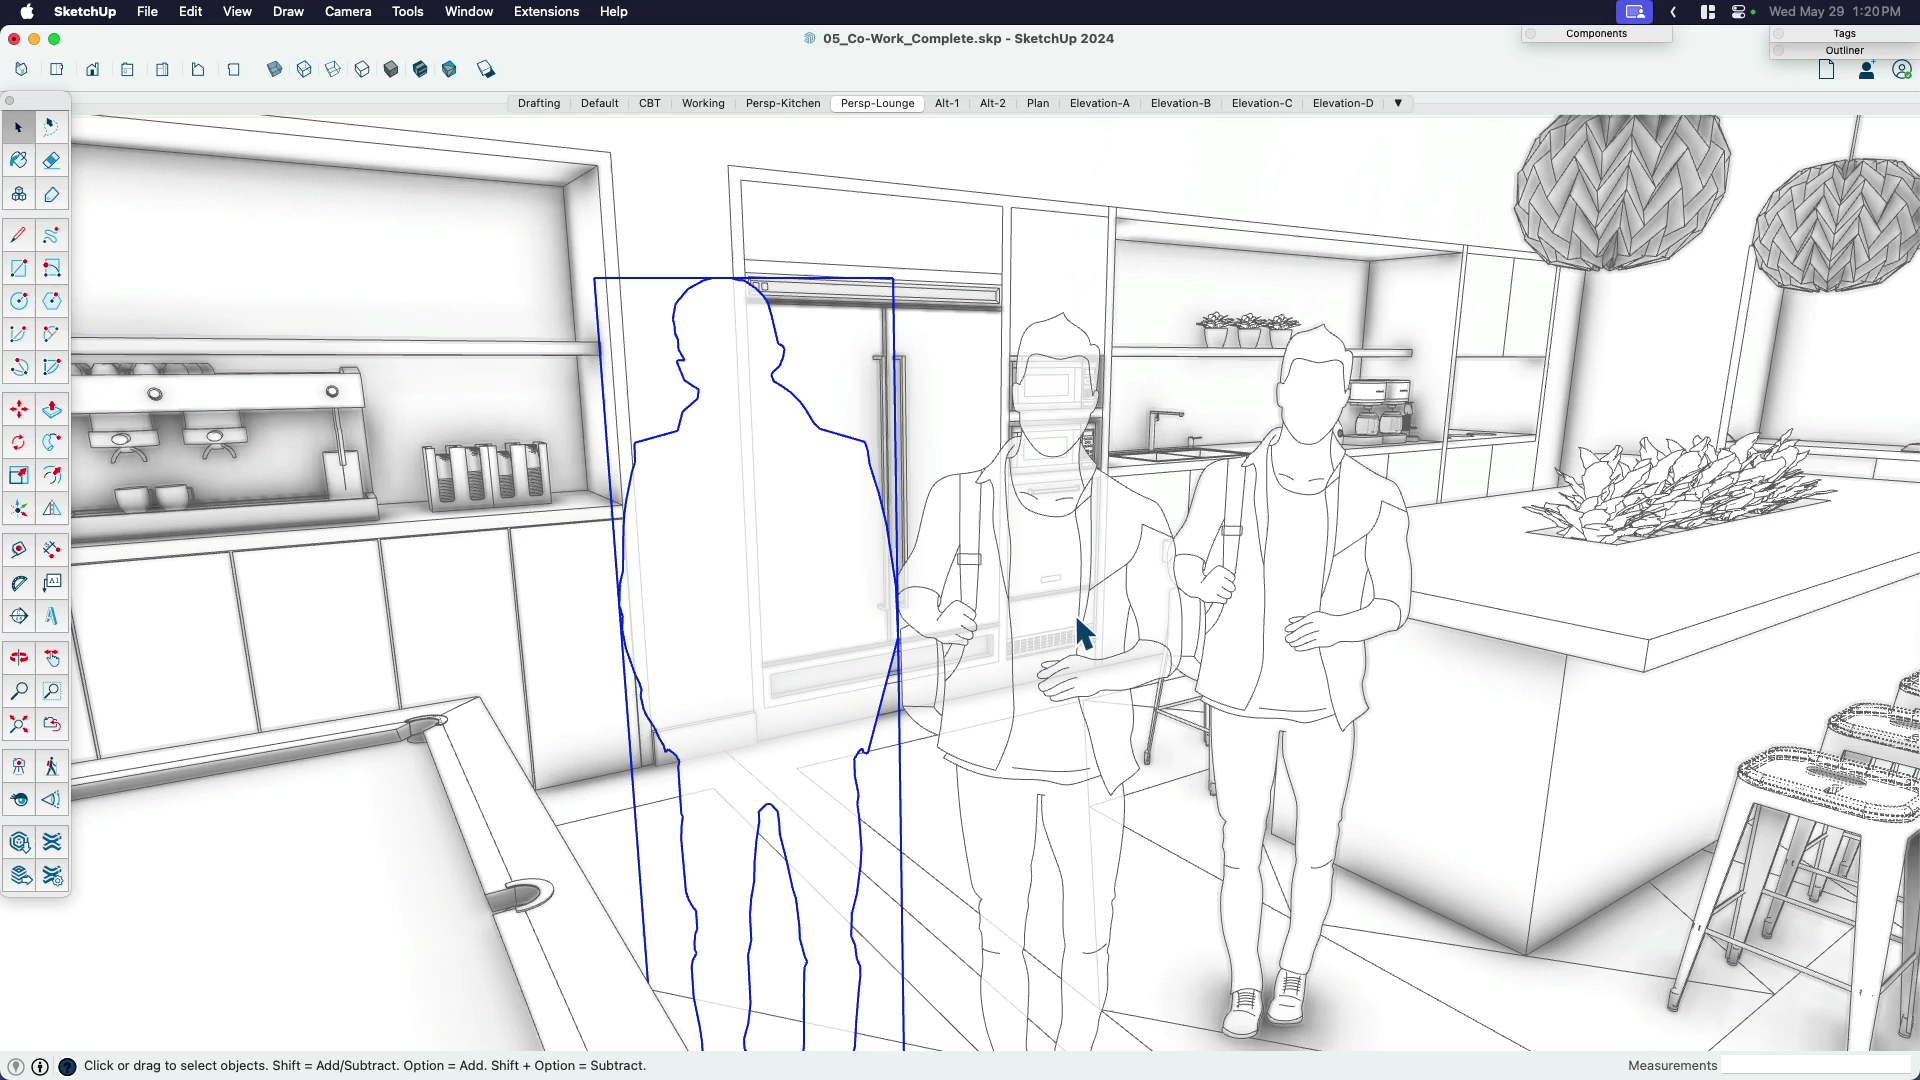 SketchUp File Edit View Draw Camera Tools Window Extensions Help Wed May 29 1:20PM
05_Co-Work_Complete.skp - SketchUp 2024
Components
Tags
Outliner
Drafting Default CBT Working Persp-Kitchen Persp-Lounge Alt-1 Alt-2 Plan Elevation-A Elevation-B Elevation-C Elevation-D
A1
Click or drag to select objects. Shift = Add/Subtract. Option = Add. Shift + Option = Subtract.
Measurements